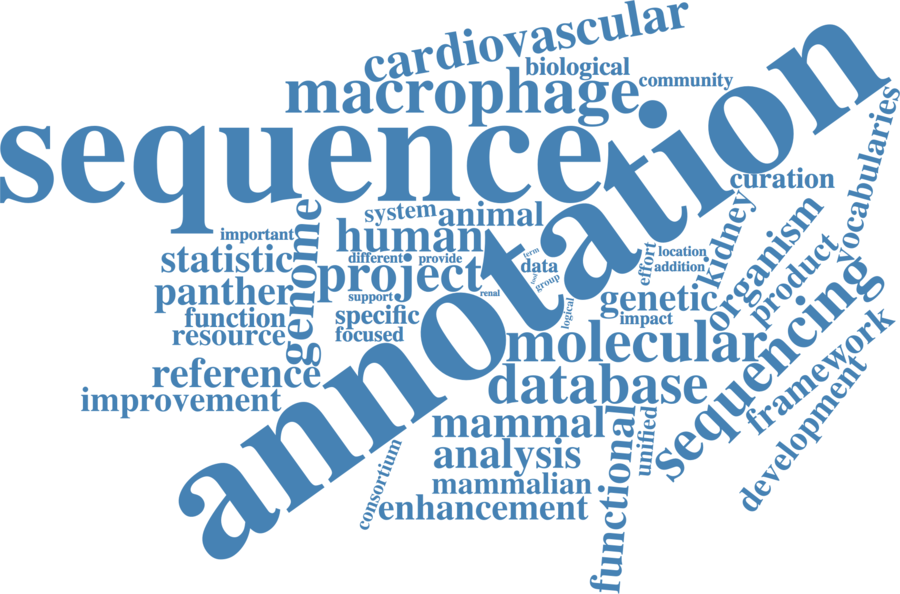 cardiovascular
biological
macrophage
community
annotation
sequence
vocabularies
curation
system
animal
kidney
organism
important
genome
human
statistic
different
provide
term
data
tool
group
effort
location
addition
product
project
panther
support
renal
specific
logical
genetic
impact
sequencing
function
resource
focused
molecular
framework
reference
database
development
improvement
mammal
functional
unified
analysis
consortium
mammalian
enhancement